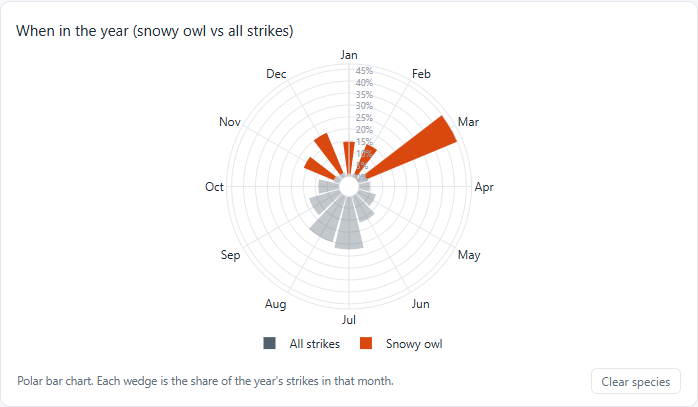 When in the year (snowy owl vs all strikes)
Jan
Dec
Feb
45%
40%
35%
30%
25%
20%
15%
10%
5%
Nov
Mar
Oct
Apr
Sep
May
Aug
Jun
Jul
All strikes
Snowy owl
Polar bar chart. Each wedge is the share of the year's strikes in that month.
Clear species